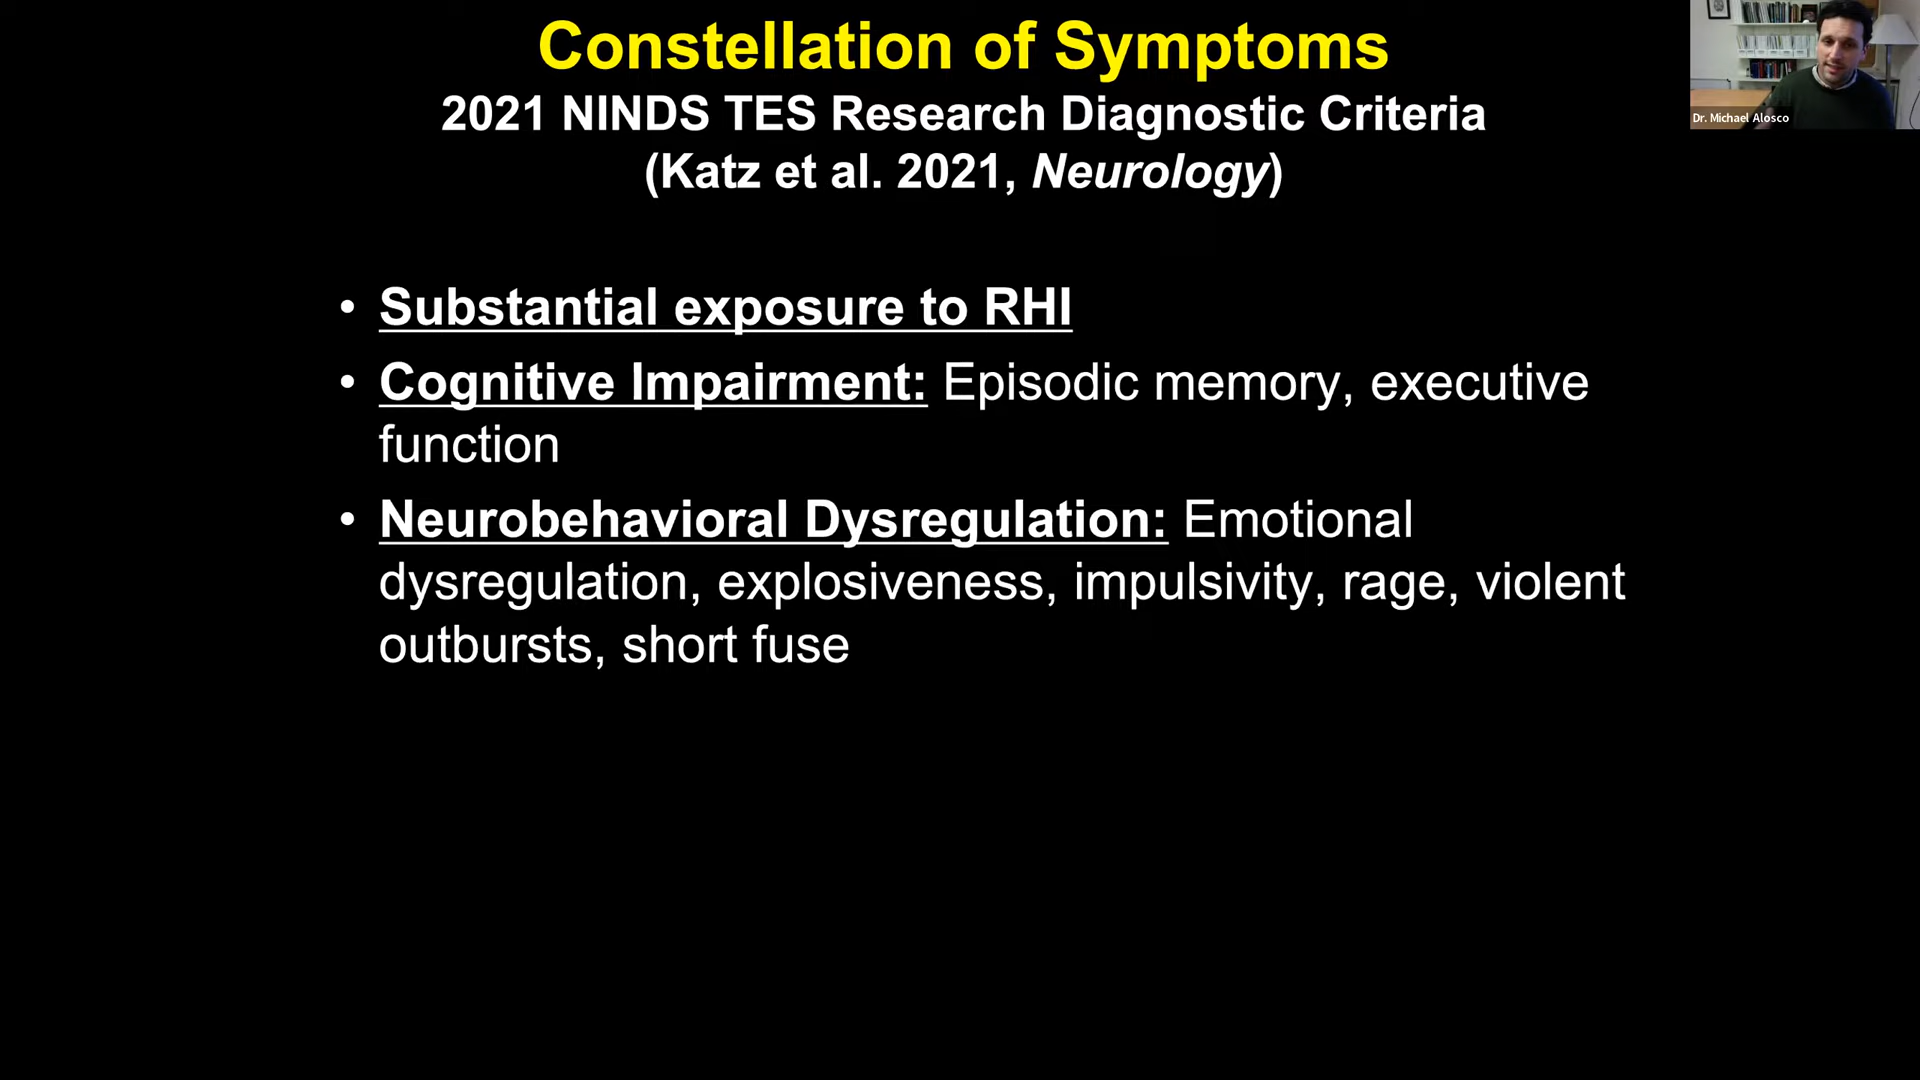 Constellation of Symptoms
2021 NINDS TES Research Diagnostic Criteria
(Katz et al. 2021, Neurology)
• Substantial exposure to RHI
• Cognitive Impairment: Episodic memory, executive
function
• Neurobehavioral Dysregulation: Emotional
dysregulation, explosiveness, impulsivity, rage, violent
outbursts, short fuse
Dr. Michael Alosco